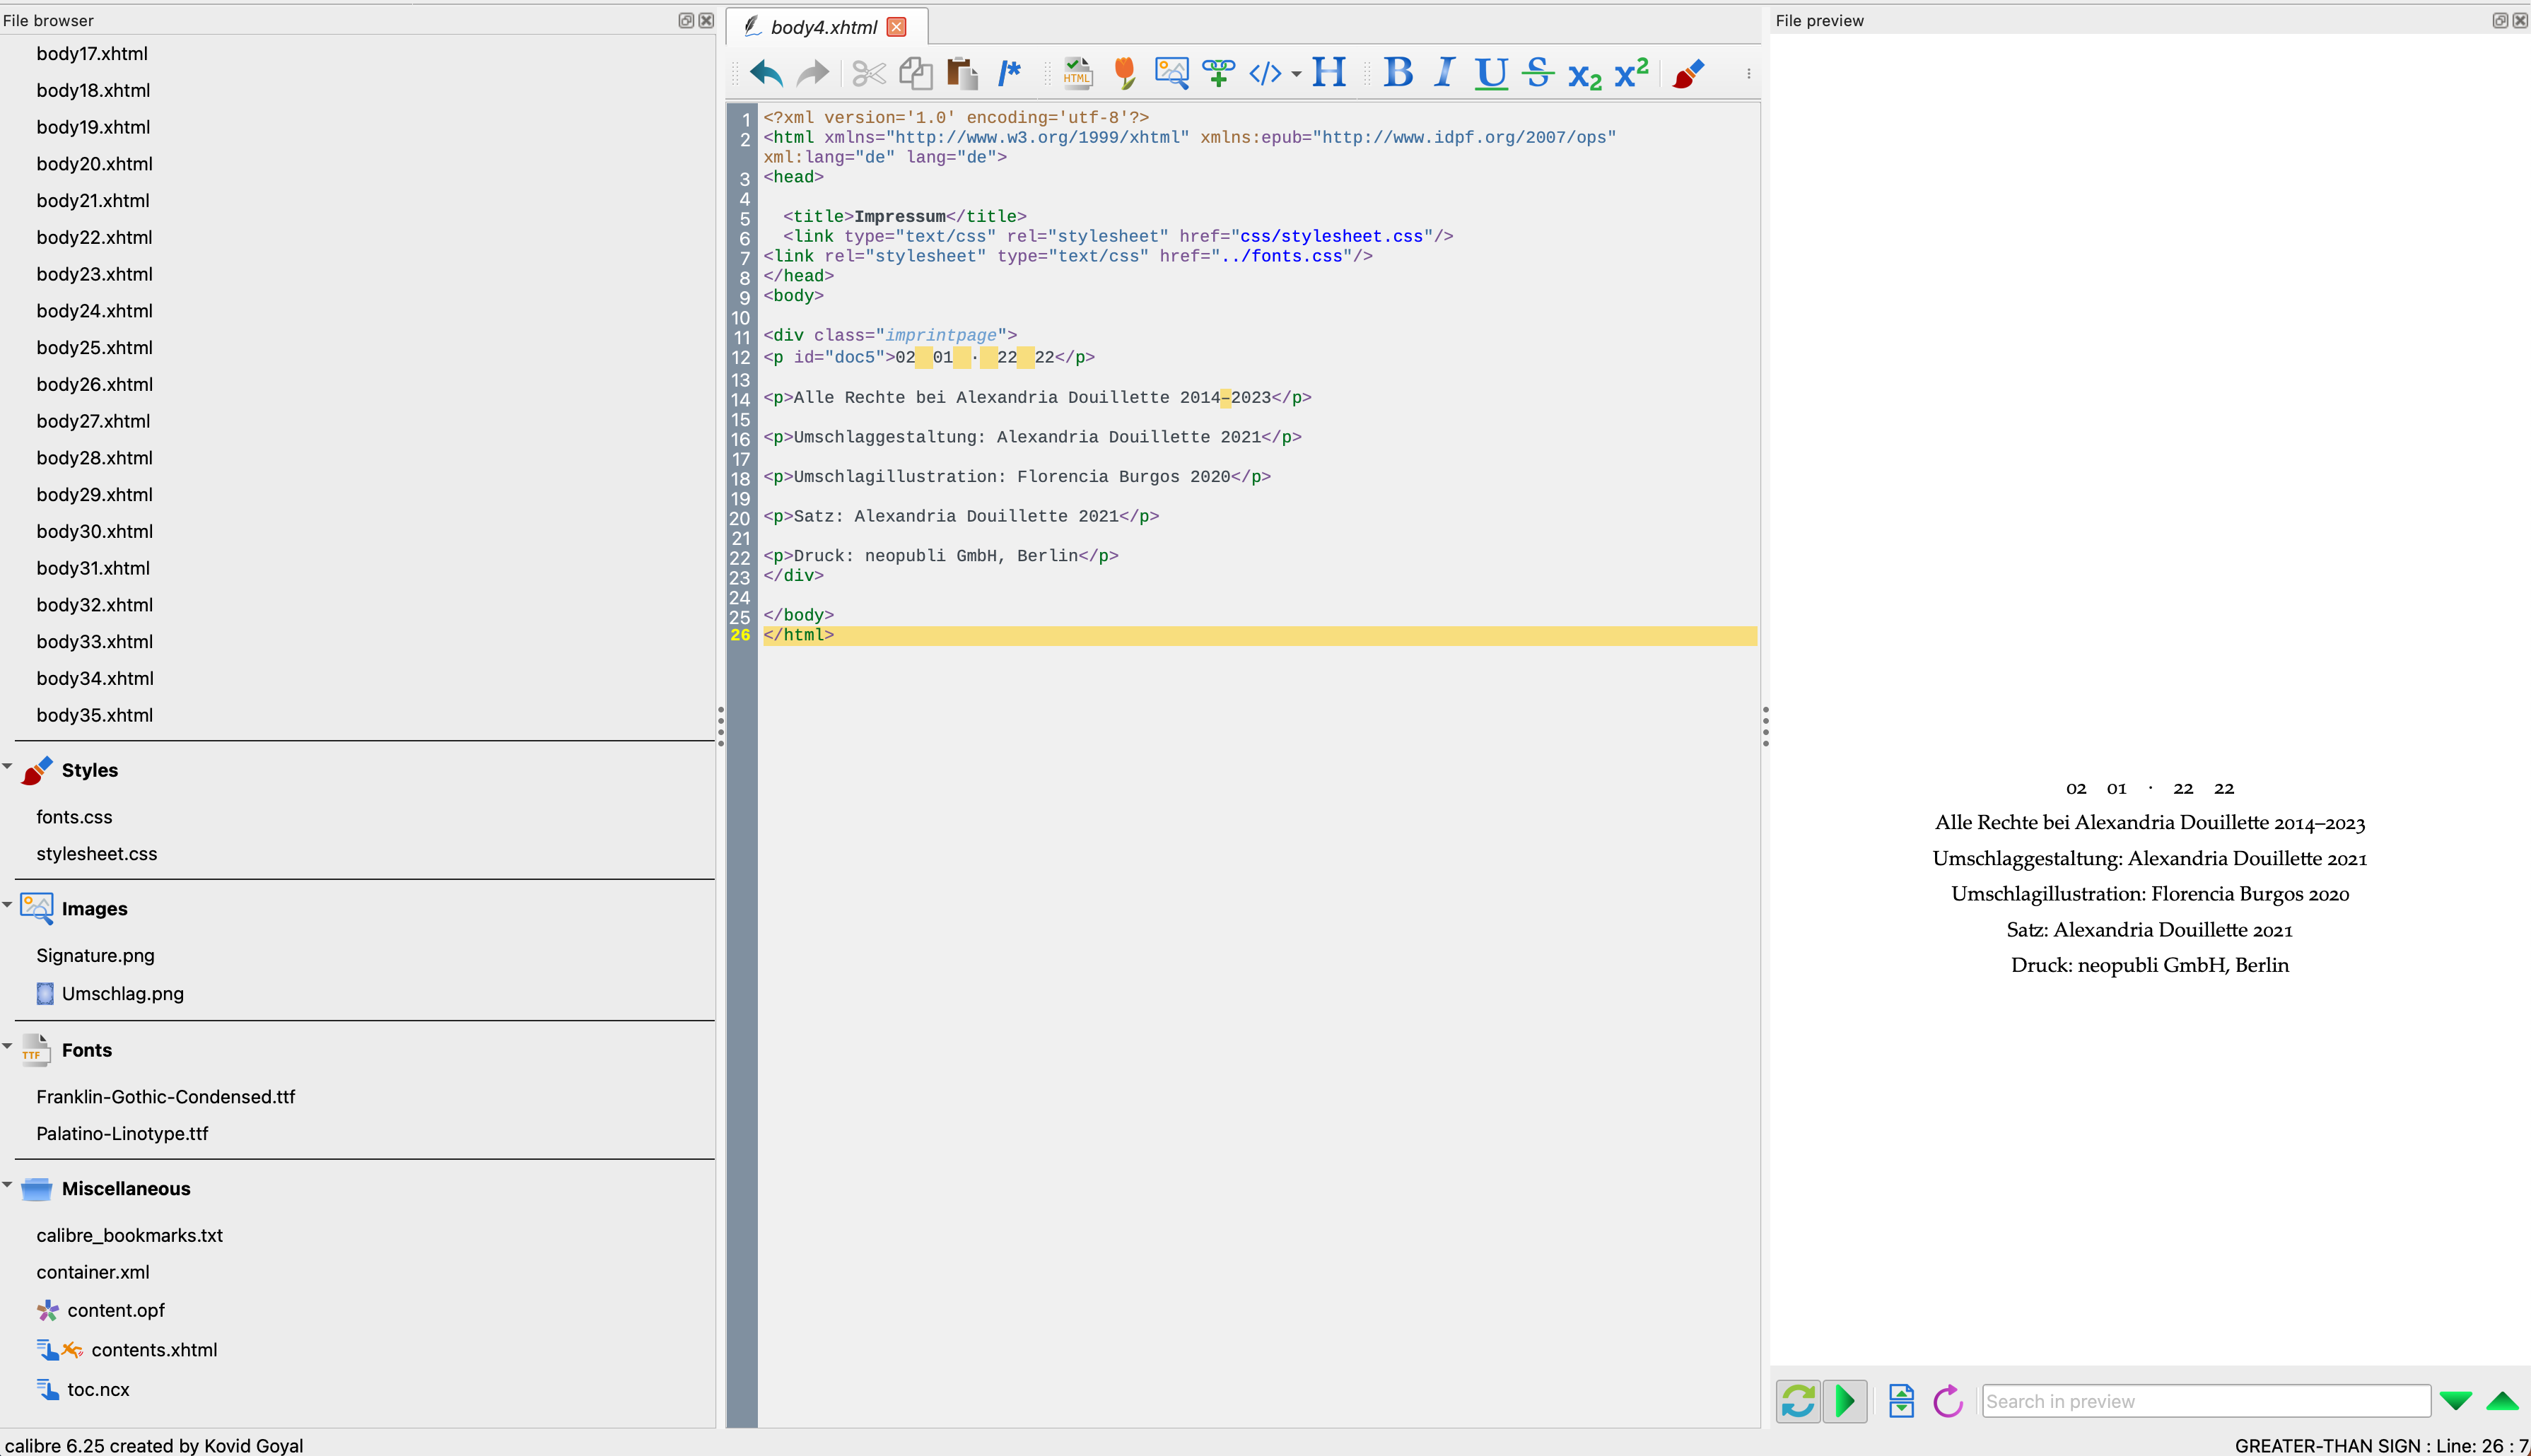 File browser
body17.xhtml
body18.xhtml
body19.xhtml
body20.xhtml
body21.xhtml
body22.xhtml
body23.xhtml
body24.xhtml
body25.xhtml
body26.xhtml
body27.xhtml
body28.xhtml
body29.xhtml
body30.xhtml
body31.xhtml
body32.xhtml
body33.xhtml
body34.xhtml
body35.xhtml
Styles
fonts.css
stylesheet.css
Images
Signature.png
Umschlag.png
TTF Fonts
Franklin-Gothic-Condensed.ttf
Palatino-Linotype.ttf
Miscellaneous
calibre_bookmarks.txt
container.xml
content.opf
contents.xhtml
toc.ncx
calibre 6.25 created by Kovid Goyal
body4.xhtml
/* HTML </> H B I U S X2 X2
1 <?xml version='1.0' encoding='utf-8'?>
2 <html xmlns="http://www.w3.org/1999/xhtml" xmlns:epub="http://www.idpf.org/2007/ops"
xml:lang="de" lang="de">
3 <head>
4
5 <title>Impressum</title>
6 <link type="text/css" rel="stylesheet" href="css/stylesheet.css"/>
7 <link rel="stylesheet" type="text/css" href="../fonts.css"/>
8 </head>
9 <body>
10
11 <div class="imprintpage">
12 <p id="doc5">02 01 · 22 22</p>
13
14 <p>Alle Rechte bei Alexandria Douillette 2014–2023</p>
15
16 <p>Umschlaggestaltung: Alexandria Douillette 2021</p>
17
18 <p>Umschlagillustration: Florencia Burgos 2020</p>
19
20 <p>Satz: Alexandria Douillette 2021</p>
21
22 <p>Druck: neopubli GmbH, Berlin</p>
23 </div>
24
25 </body>
26 </html>
File preview
02 01 · 22 22
Alle Rechte bei Alexandria Douillette 2014–2023
Umschlaggestaltung: Alexandria Douillette 2021
Umschlagillustration: Florencia Burgos 2020
Satz: Alexandria Douillette 2021
Druck: neopubli GmbH, Berlin
Search in preview
GREATER-THAN SIGN : Line: 26 : 7